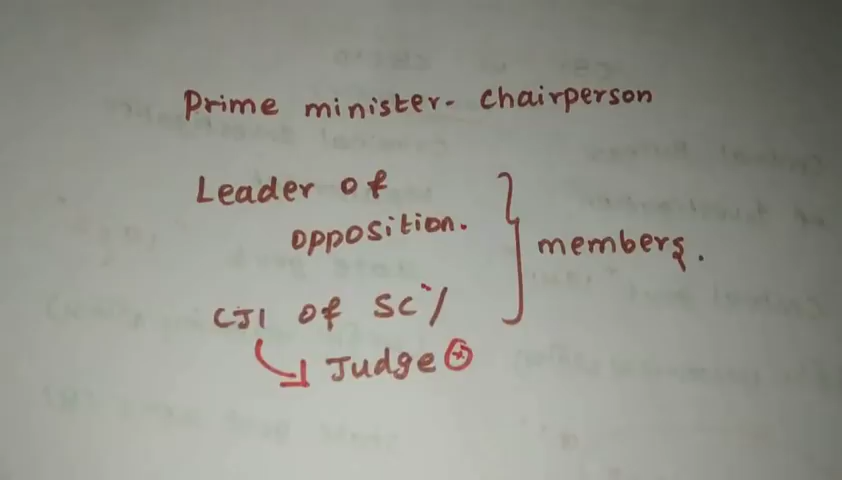 Prime minister- chairperson
Leader of
opposition.
members.
CJI of SC /
Judge *